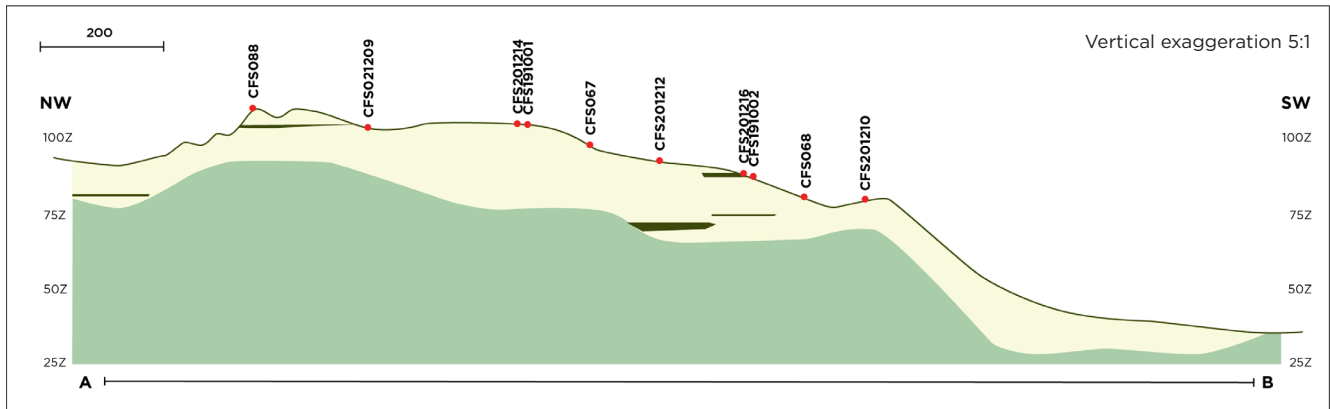 200
Vertical exaggeration 5:1
NW
SW
CFS088
CFS021209
CFS201214
CFS191001
CFS067
CFS201212
CFS201216
CFS191002
CFS068
CFS201210
100Z
100Z
75Z
75Z
50Z
50Z
25Z
25Z
A
B